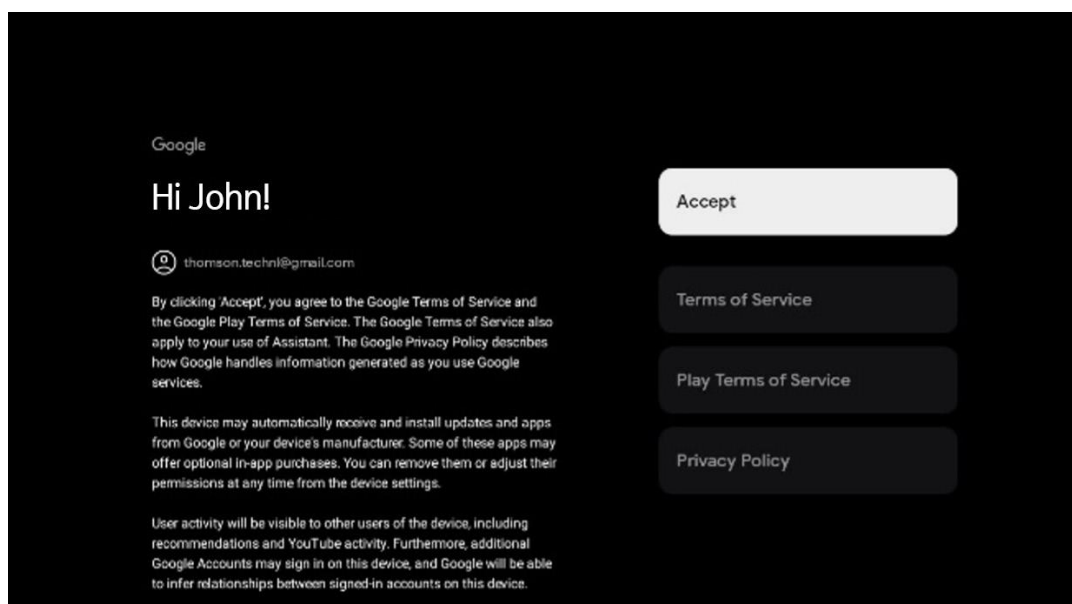 Google
Hi John!
thomson.technl@gmail.com
By clicking 'Accept', you agree to the Google Terms of Service and
the Google Play Terms of Service. The Google Terms of Service also
apply to your use of Assistant. The Google Privacy Policy describes
how Google handles information generated as you use Google
services.
This device may automatically receive and install updates and apps
from Google or your device's manufacturer. Some of these apps may
offer optional in-app purchases. You can remove them or adjust their
permissions at any time from the device settings.
User activity will be visible to other users of the device, including
recommendations and YouTube activity. Furthermore, additional
Google Accounts may sign in on this device, and Google will be able
to infer relationships between signed-in accounts on this device.
Accept
Terms of Service
Play Terms of Service
Privacy Policy